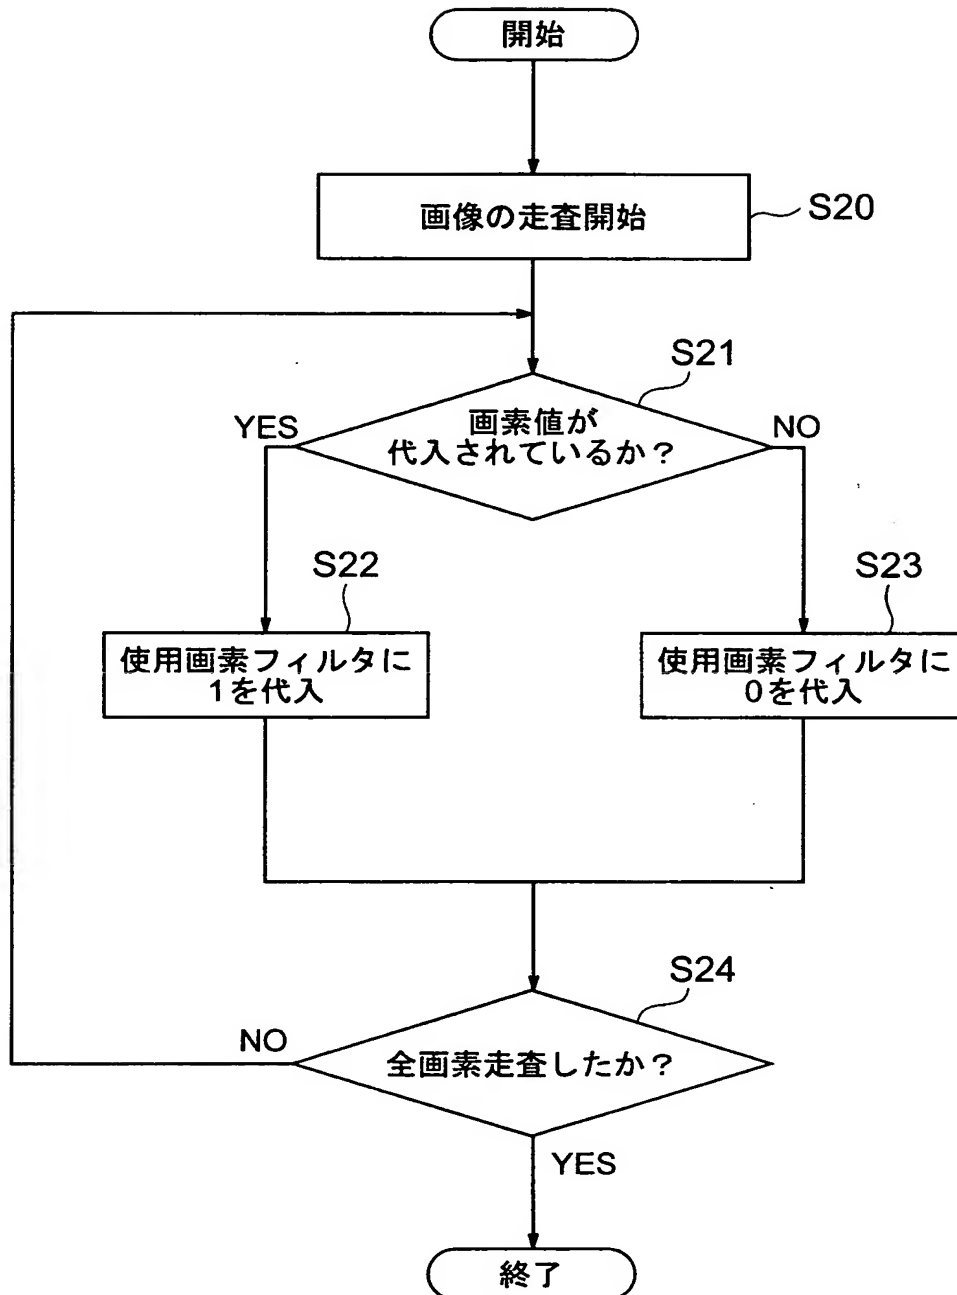 開始
画像の走査開始
S20
S21
画素値が
代入されているか？
YES
NO
S22
S23
使用画素フィルタに
1を代入
使用画素フィルタに
0を代入
S24
全画素走査したか？
NO
YES
終了